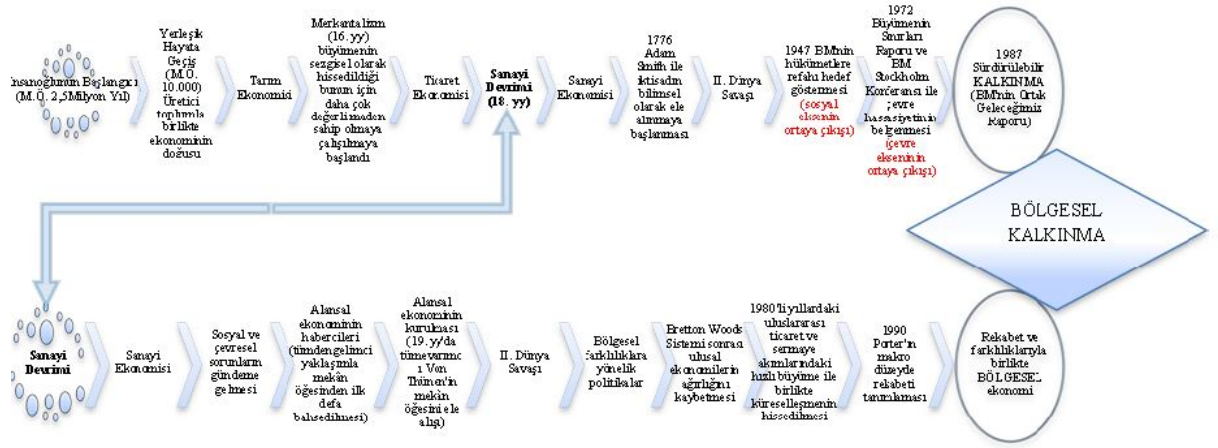 İnsanoğlunun Başlangıcı
(M.Ö. 2,5Milyon Yıl)
Yerleşik
Hayata
Geçiş
(M.Ö.
10.000)
Üretici
toplumla
birlikte
ekonominin
doğusu
Tarım
Ekonomisi
Merkantalizm
(16. yy)
büyümenin
sezgisel olarak
hissedildiği
bunun için
daha çok
değerli maden
sahip olmaya
çalışılmaya
başlandı
Ticaret
Ekonomisi
Sanayi
Devrimi
(18. yy)
Sanayi
Ekonomisi
1776
Adam
Smith ile
iktisadın
bilimsel
olarak ele
alınmaya
başlanması
II. Dünya
Savaşı
1947 BM'nin
hükümetlere
refahı hedef
göstermesi
(sosyal
eksenin
ortaya çıkışı)
1972
Büyümenin
Sınırları
Raporu ve
BM
Stockholm
Konferansı ile
çevre
hassasiyetinin
belgenmesi
(çevre
ekseninin
ortaya çıkışı)
1987
Sürdürülebilir
KALKINMA
(BM'nin Ortak
Geleceğimiz
Raporu)
BÖLGESEL
KALKINMA
Sanayi
Devrimi
Sanayi
Ekonomisi
Sosyal ve
çevresel
sorunların
gündeme
gelmesi
Alansal
ekonominin
habercileri
(tümdengelimci
yaklaşımla
mekân
öğesinden ilk
defa
bahsedilmesi)
Alansal
ekonominin
kurulması
(19. yy'da
tümevarımc
ı Von
Thünen'in
mekân
öğesini ele
alışı)
II. Dünya
Savaşı
Bölgesel
farklılıklara
yönelik
politikalar
Bretton Woods
Sistemi sonrası
ulusal
ekonomilerin
ağırlığını
kaybetmesi
1980'li yıllardaki
uluslararası
ticaret ve
sermaye
akımlarındaki
hızlı büyüme ile
birlikte
küreselleşmenin
hissedilmesi
1990
Porter'ın
makro
düzeyde
rekabeti
tanımlaması
Rekabet ve
farklılıklarıyla
birlikte
BÖLGESEL
ekonomi